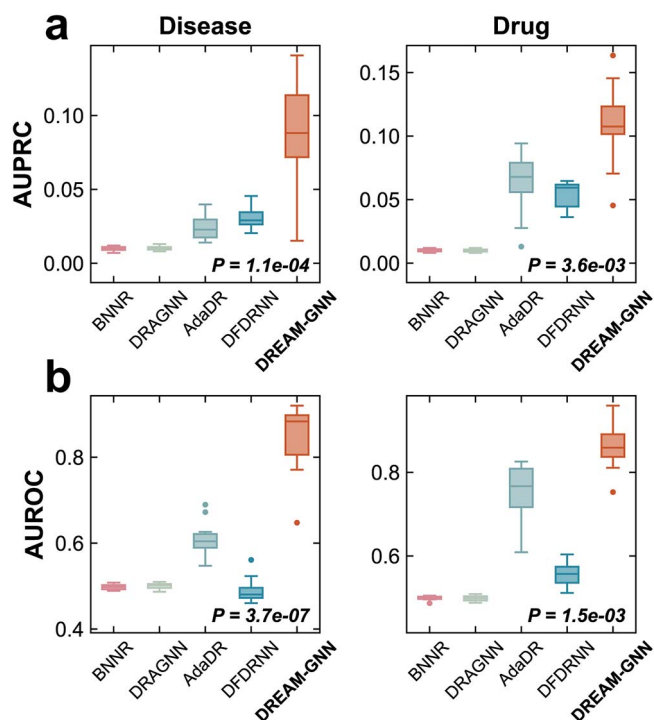 a
Disease
Drug
AUPRC
0.10
0.05
0.00
P = 1.1e-04
BNNR
DRAGNN
AdaDR
DFDRNN
DREAM-GNN
0.15
0.10
0.05
0.00
P = 3.6e-03
BNNR
DRAGNN
AdaDR
DFDRNN
DREAM-GNN
b
AUROC
0.8
0.6
0.4
P = 3.7e-07
BNNR
DRAGNN
AdaDR
DFDRNN
DREAM-GNN
0.8
0.6
P = 1.5e-03
BNNR
DRAGNN
AdaDR
DFDRNN
DREAM-GNN